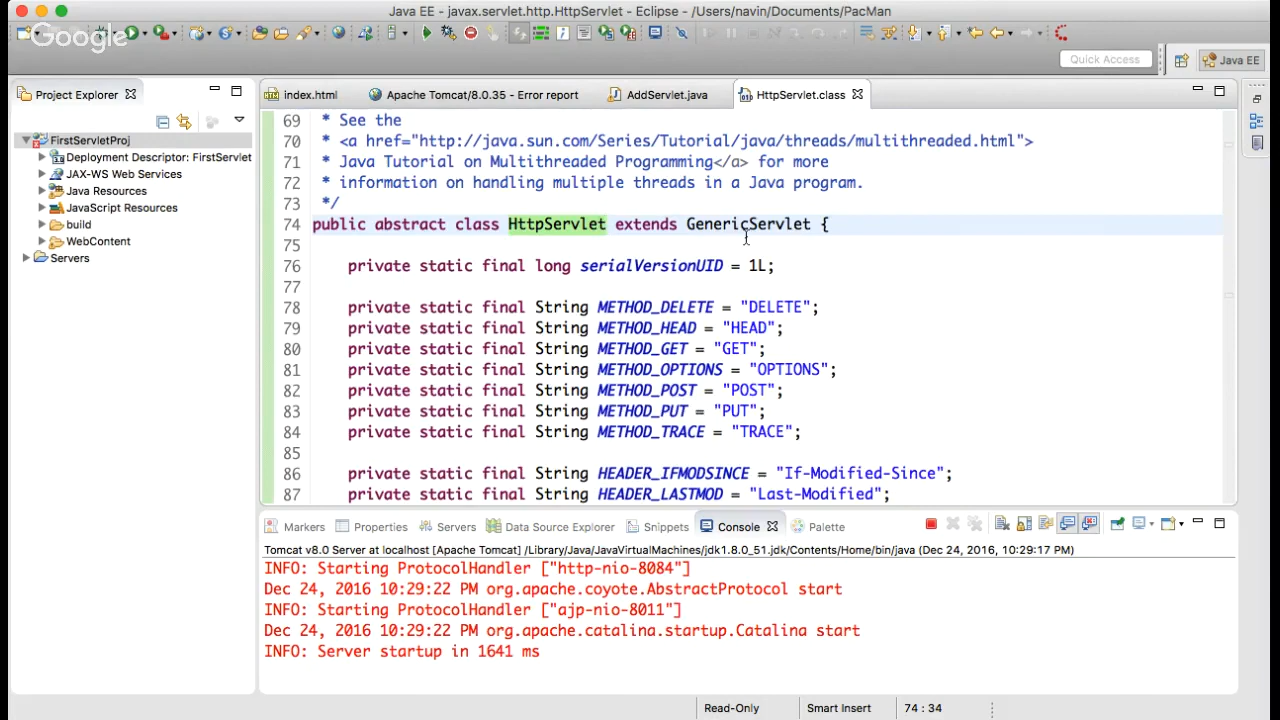 Java EE - javax.servlet.http.HttpServlet - Eclipse - /Users/navin/Documents/PacMan
Google
Quick Access
Java EE
Project Explorer
index.html
Apache Tomcat/8.0.35 - Error report
AddServlet.java
HttpServlet.class
FirstServletProj
Deployment Descriptor: FirstServlet
JAX-WS Web Services
Java Resources
JavaScript Resources
build
WebContent
Servers
69 * See the
70 * <a href="http://java.sun.com/Series/Tutorial/java/threads/multithreaded.html">
71 * Java Tutorial on Multithreaded Programming</a> for more
72 * information on handling multiple threads in a Java program.
73 */
74 public abstract class HttpServlet extends GenericServlet {
75
76 private static final long serialVersionUID = 1L;
77
78 private static final String METHOD_DELETE = "DELETE";
79 private static final String METHOD_HEAD = "HEAD";
80 private static final String METHOD_GET = "GET";
81 private static final String METHOD_OPTIONS = "OPTIONS";
82 private static final String METHOD_POST = "POST";
83 private static final String METHOD_PUT = "PUT";
84 private static final String METHOD_TRACE = "TRACE";
85
86 private static final String HEADER_IFMODSINCE = "If-Modified-Since";
87 private static final String HEADER_LASTMOD = "Last-Modified";
Markers
Properties
Servers
Data Source Explorer
Snippets
Console
Palette
Tomcat v8.0 Server at localhost [Apache Tomcat] /Library/Java/JavaVirtualMachines/jdk1.8.0_51.jdk/Contents/Home/bin/java (Dec 24, 2016, 10:29:17 PM)
INFO: Starting ProtocolHandler ["http-nio-8084"]
Dec 24, 2016 10:29:22 PM org.apache.coyote.AbstractProtocol start
INFO: Starting ProtocolHandler ["ajp-nio-8011"]
Dec 24, 2016 10:29:22 PM org.apache.catalina.startup.Catalina start
INFO: Server startup in 1641 ms
Read-Only
Smart Insert
74 : 34